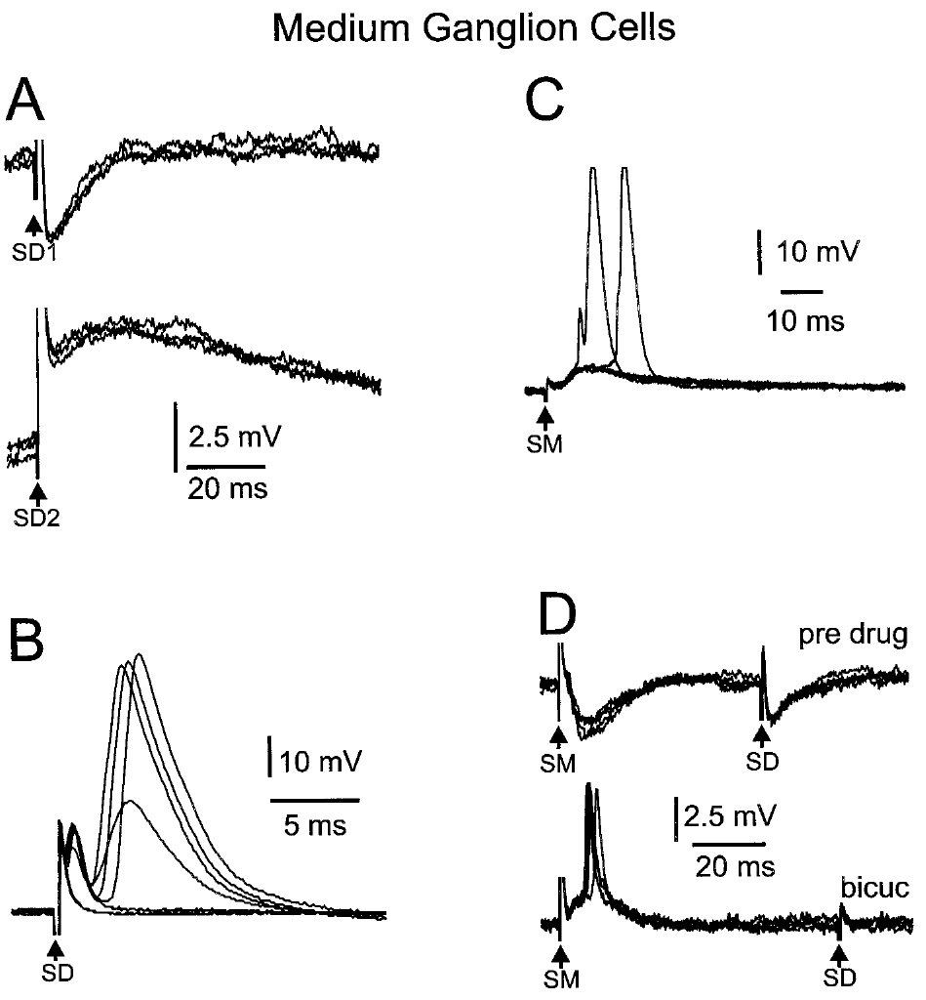 Medium Ganglion Cells
A
SD1
SD2
2.5 mV
20 ms
B
10 mV
5 ms
SD
C
10 mV
10 ms
SM
D
pre drug
SM
SD
2.5 mV
20 ms
bicuc
SM
SD